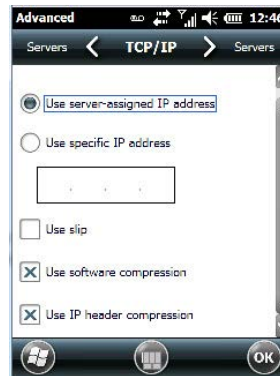 Advanced 12:46
Servers TCP/IP Servers
Use server-assigned IP address
Use specific IP address
. . .
Use slip
Use software compression
Use IP header compression
OK